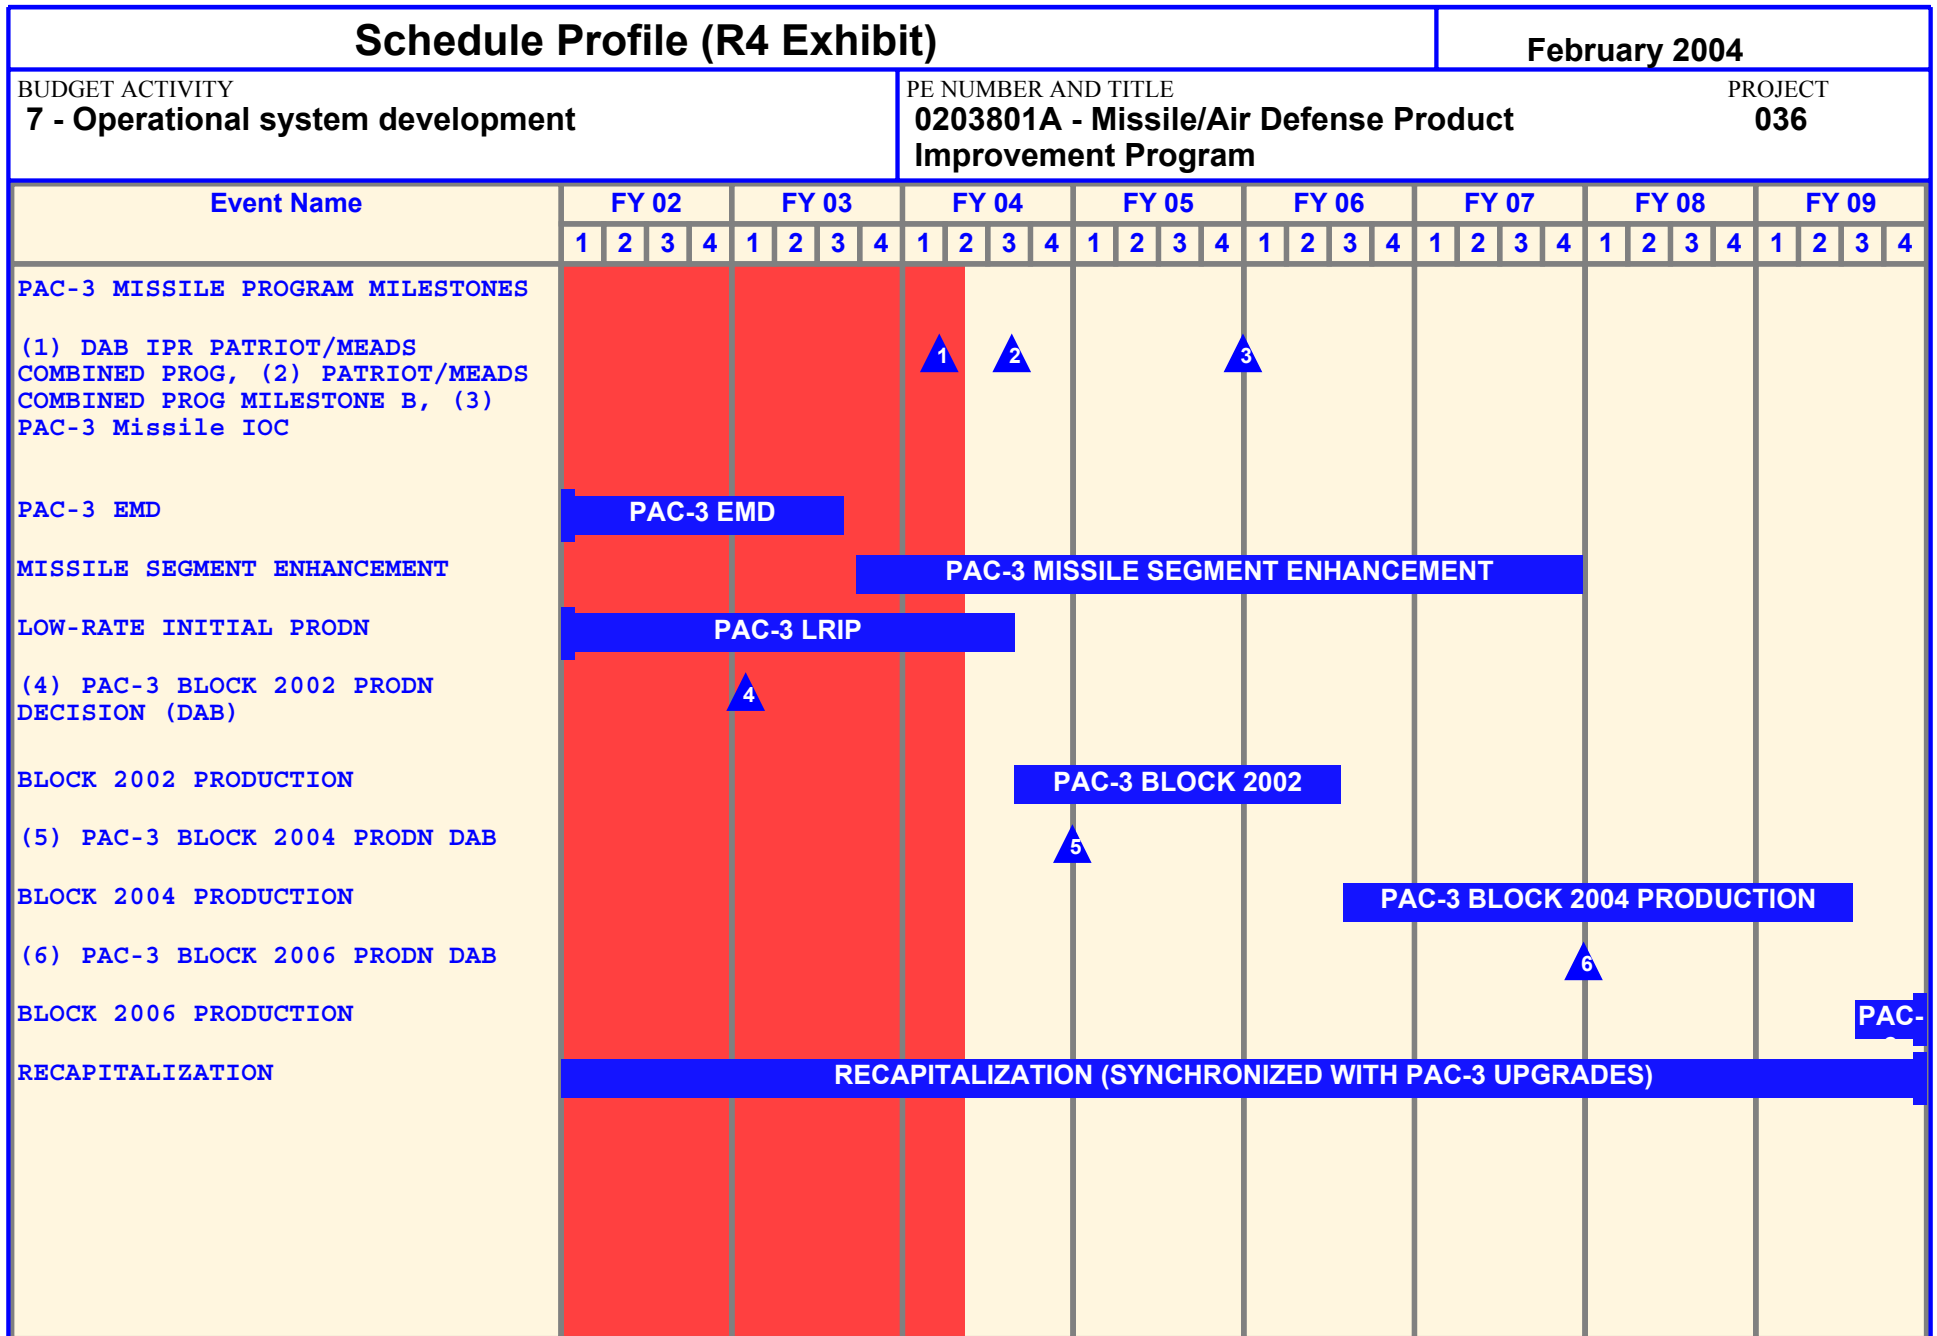 Schedule Profile (R4 Exhibit)
February 2004
BUDGET ACTIVITY
7 - Operational system development
PE NUMBER AND TITLE
0203801A - Missile/Air Defense Product
Improvement Program
PROJECT
036
Event Name
FY 02 FY 03 FY 04 FY 05 FY 06 FY 07 FY 08 FY 09
1 2 3 4 1 2 3 4 1 2 3 4 1 2 3 4 1 2 3 4 1 2 3 4 1 2 3 4 1 2 3 4
PAC-3 MISSILE PROGRAM MILESTONES
(1) DAB IPR PATRIOT/MEADS
COMBINED PROG, (2) PATRIOT/MEADS
COMBINED PROG MILESTONE B, (3)
PAC-3 Missile IOC
1 2 3
PAC-3 EMD
PAC-3 EMD
MISSILE SEGMENT ENHANCEMENT
PAC-3 MISSILE SEGMENT ENHANCEMENT
LOW-RATE INITIAL PRODN
PAC-3 LRIP
(4) PAC-3 BLOCK 2002 PRODN
DECISION (DAB)
4
BLOCK 2002 PRODUCTION
PAC-3 BLOCK 2002
(5) PAC-3 BLOCK 2004 PRODN DAB
5
BLOCK 2004 PRODUCTION
PAC-3 BLOCK 2004 PRODUCTION
(6) PAC-3 BLOCK 2006 PRODN DAB
6
BLOCK 2006 PRODUCTION
PAC-
RECAPITALIZATION
RECAPITALIZATION (SYNCHRONIZED WITH PAC-3 UPGRADES)